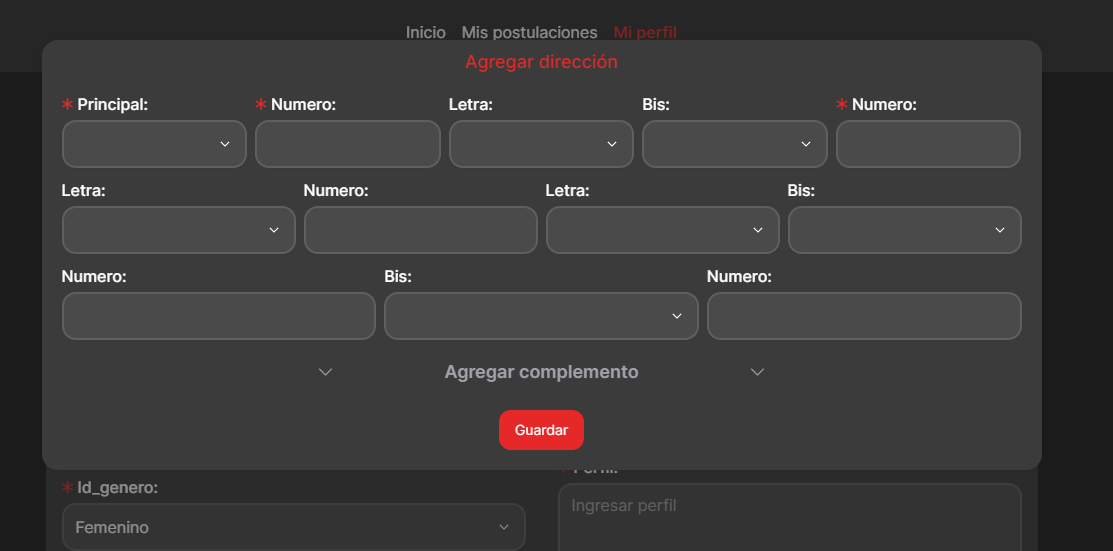 Inicio Mis postulaciones Mi perfil
Agregar dirección
* Principal: * Numero: Letra: Bis: * Numero:
Letra: Numero: Letra: Bis:
Numero: Bis: Numero:
Agregar complemento
Guardar
* Id_genero: * Perfil:
Femenino
Ingresar perfil